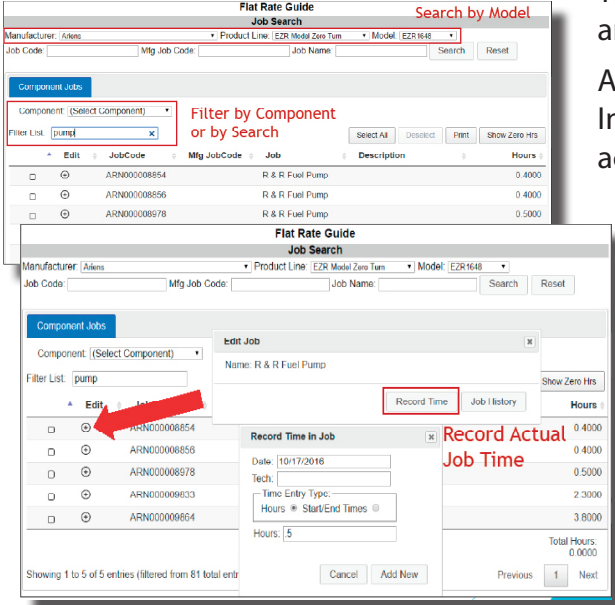 Flat Rate Guide
Job Search
Search by Model
Manufacturer: Ariens Product Line: EZR Model Zero Turn Model: EZR1648
Job Code: Mfg Job Code: Job Name: Search Reset
Component Jobs
Component: (Select Component)
Filter by Component
or by Search
Filter List: pump x Select All Deselect Print Show Zero Hrs
Edit JobCode Mfg JobCode Job Description Hours
ARN000008854 R & R Fuel Pump 0.4000
ARN000008856 R & R Fuel Pump 0.4000
ARN000008978 R & R Fuel Pump 0.5000
Flat Rate Guide
Job Search
Manufacturer: Ariens Product Line: EZR Model Zero Turn Model: EZR1648
Job Code: Mfg Job Code: Job Name: Search Reset
Component Jobs
Component: (Select Component)
Filter List: pump Show Zero Hrs
Edit Hours
ARN000008854 0.4000
ARN000008856 0.4000
ARN000008978 0.5000
ARN000009633 2.3000
ARN000009864 3.8000
Total Hours:
0.0000
Showing 1 to 5 of 5 entries (filtered from 81 total entr Previous 1 Next
Edit Job x
Name: R & R Fuel Pump
Record Time Job History
Record Time in Job x
Record Actual
Job Time
Date: 10/17/2016
Tech:
Time Entry Type:
Hours Start/End Times
Hours: .5
Cancel Add New
ar
A
In
ac